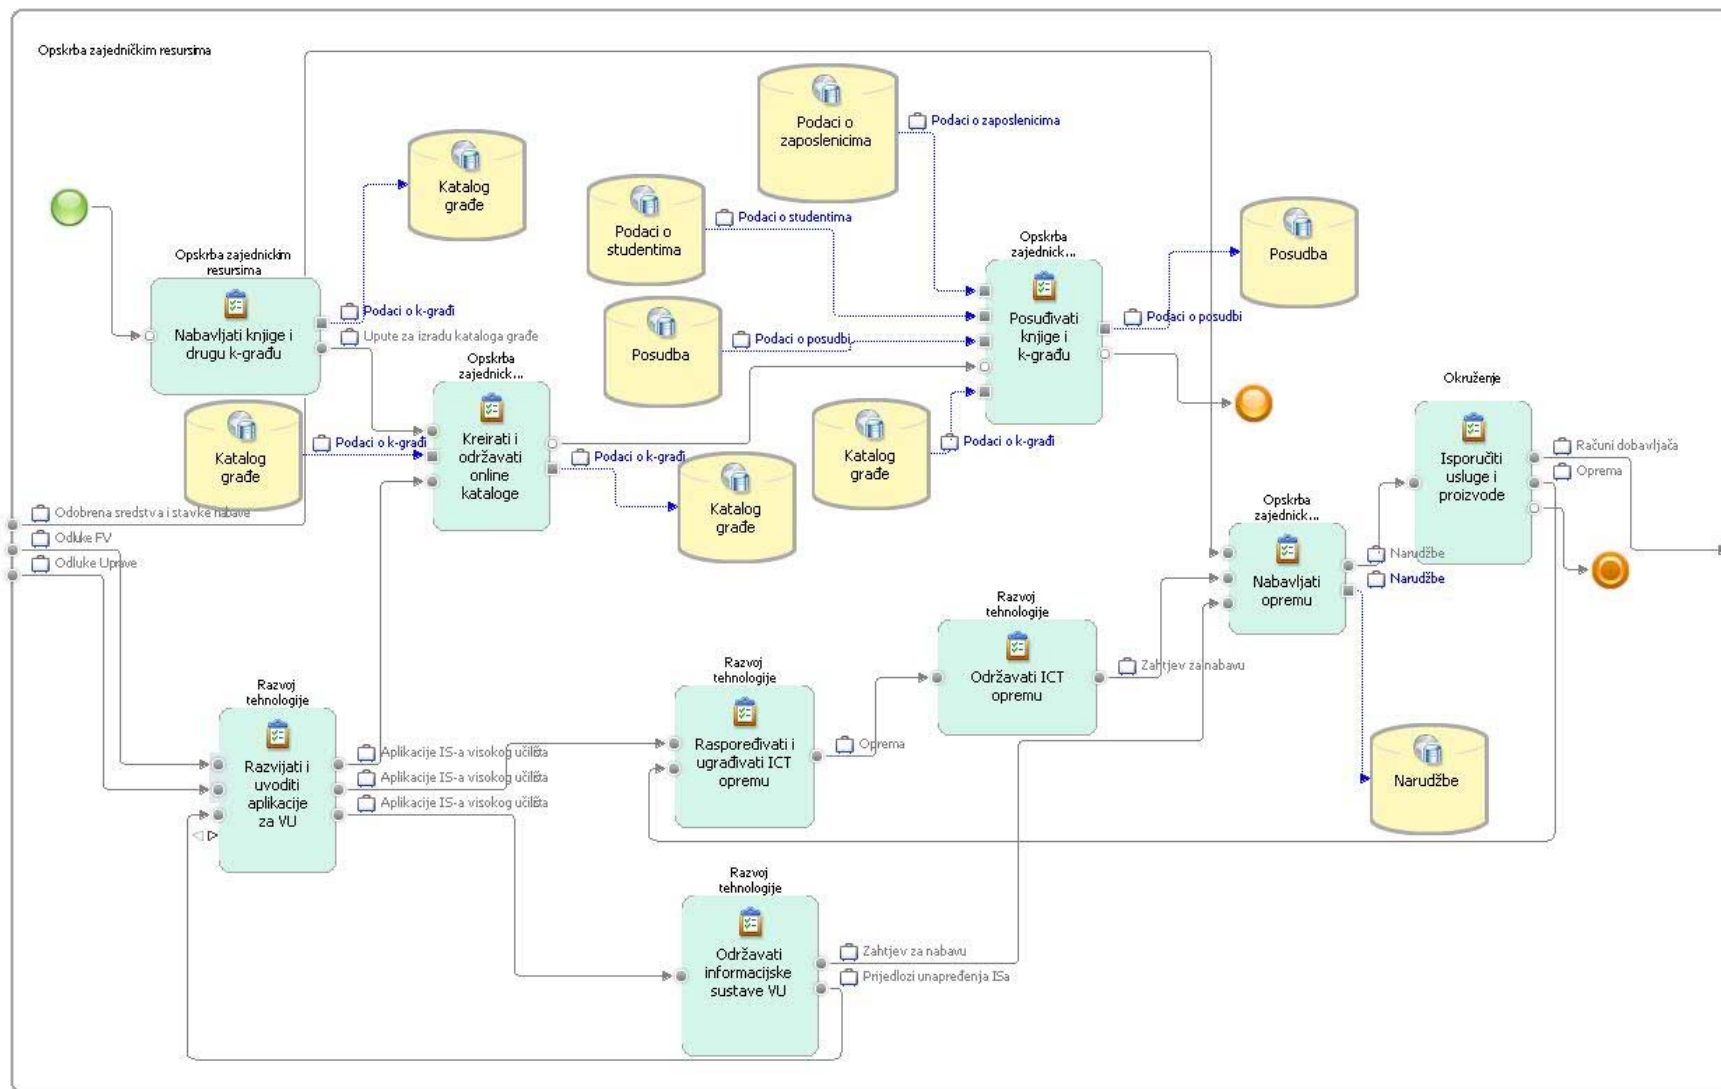 Opskrba zajedničkim resursima
Podaci o
zaposlenicima
Podaci o zaposlenicima
Katalog
građe
Podaci o
studentima
Podaci o studentima
Posudba
Opskrba
zajednick...
Posuđivati
knjige i
k-građu
Podaci o posudbi
Opskrba zajednickim
resursima
Nabavljati knjige i
drugu k-građu
Podaci o k-građi
Upute za izradu kataloga građe
Posudba
Podaci o posudbi
Opskrba
zajednick...
Kreirati i
održavati
online
kataloge
Katalog
građe
Podaci o k-građi
Podaci o k-građi
Katalog
građe
Katalog
građe
Podaci o k-građi
Okruženje
Isporučiti
usluge i
proizvode
Računi dobavljača
Oprema
Odobrena sredstva i stavke nabave
Odluke FV
Odluke Uprave
Opskrba
zajednick...
Nabavljati
opremu
Narudžbe
Narudžbe
Razvoj
tehnologije
Održavati ICT
opremu
Zahtjev za nabavu
Razvoj
tehnologije
Raspoređivati i
ugrađivati ICT
opremu
Oprema
Razvoj
tehnologije
Razvijati i
uvoditi
aplikacije
za VU
Aplikacije IS-a visokog učilišta
Aplikacije IS-a visokog učilišta
Aplikacije IS-a visokog učilišta
Narudžbe
Razvoj
tehnologije
Održavati
informacijske
sustave VU
Zahtjev za nabavu
Prijedlozi unapređenja ISa